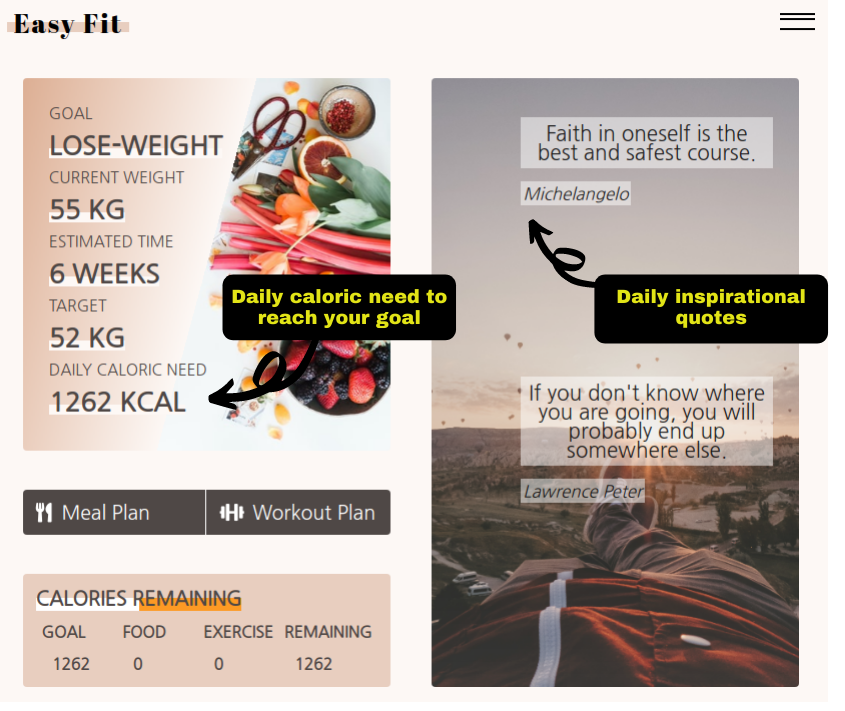 Easy Fit
GOAL
LOSE-WEIGHT
CURRENT WEIGHT
55 KG
ESTIMATED TIME
6 WEEKS
TARGET
52 KG
DAILY CALORIC NEED
1262 KCAL
Daily caloric need to
reach your goal
Meal Plan
Workout Plan
CALORIES REMAINING
GOAL FOOD EXERCISE REMAINING
1262 0 0 1262
Faith in oneself is the
best and safest course.
Michelangelo
Daily inspirational
quotes
If you don't know where
you are going, you will
probably end up
somewhere else.
Lawrence Peter